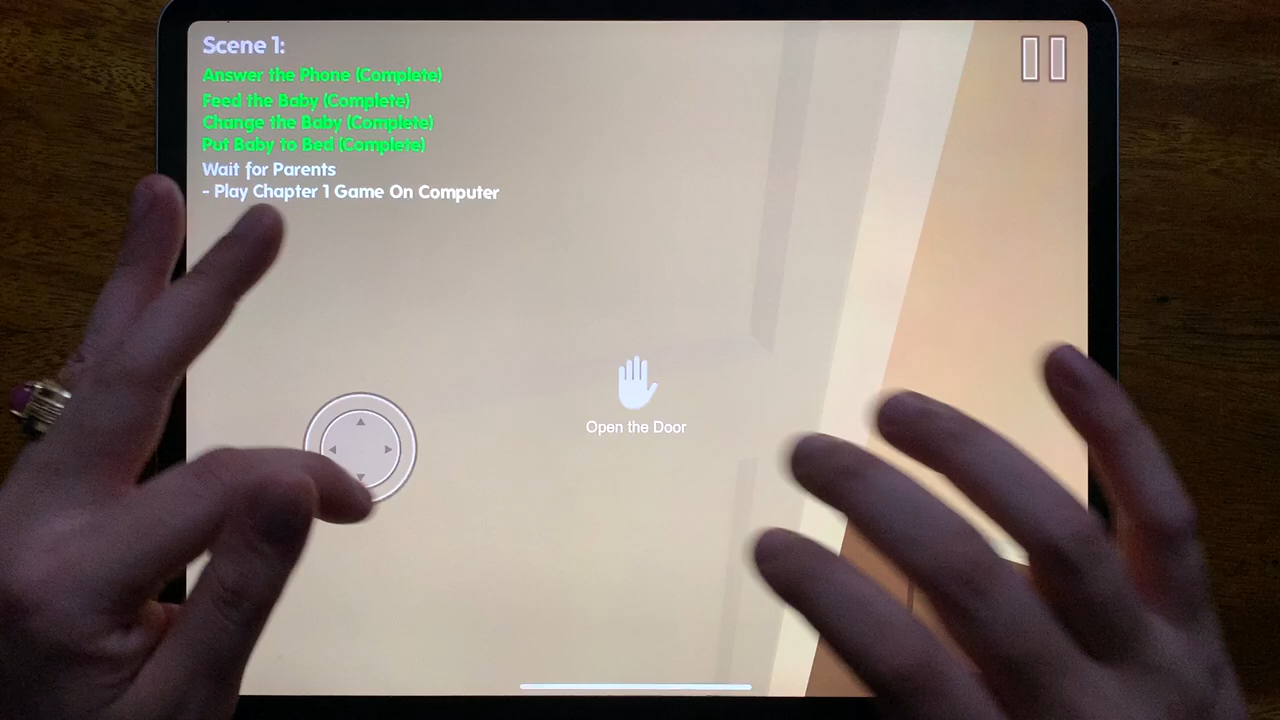 Scene 1:
Answer the Phone (Complete)
Feed the Baby (Complete)
Change the Baby (Complete)
Put Baby to Bed (Complete)
Wait for Parents
- Play Chapter 1 Game On Computer
Open the Door